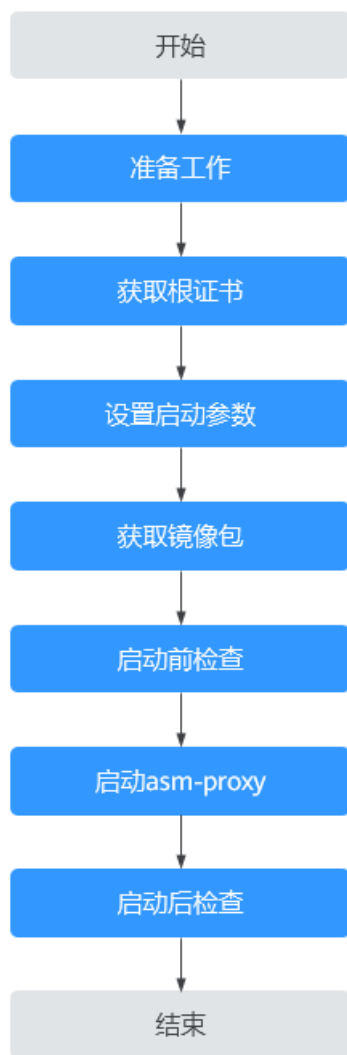 开始
准备工作
获取根证书
设置启动参数
获取镜像包
启动前检查
启动asm-proxy
启动后检查
结束